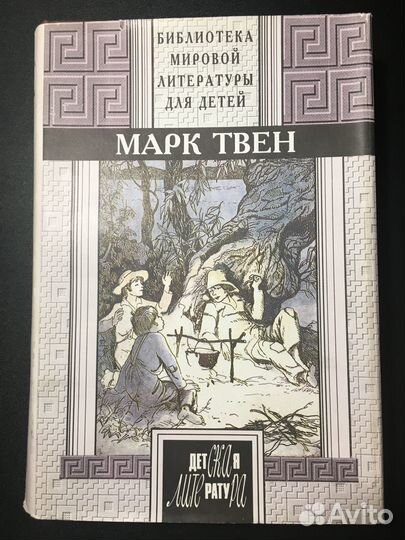 БИБЛИОТЕКА
МИРОВОЙ
ЛИТЕРАТУРЫ
ДЛЯ ДЕТЕЙ
МАРК ТВЕН
ДЕТСКАЯ
ЛИТЕРАТУРА
Avito